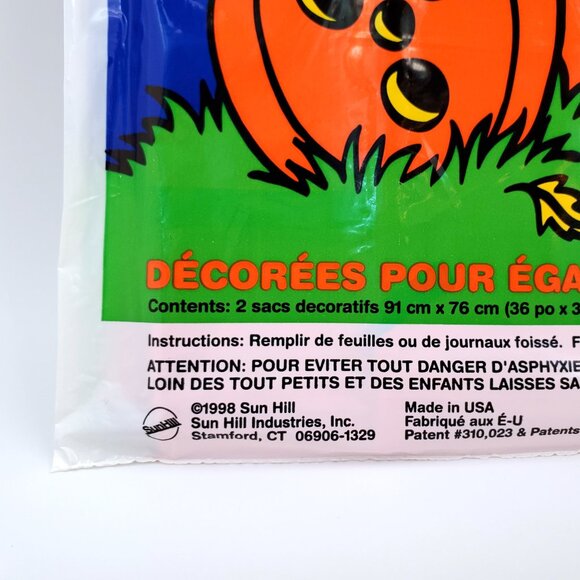 DÉCORÉES POUR ÉGA
Contents: 2 sacs decoratifs 91 cm x 76 cm (36 po x 3
Instructions: Remplir de feuilles ou de journaux foissé. F
ATTENTION: POUR EVITER TOUT DANGER D'ASPHYXIE
LOIN DES TOUT PETITS ET DES ENFANTS LAISSES SA
SunHill
©1998 Sun Hill
Sun Hill Industries, Inc.
Stamford, CT 06906-1329
Made in USA
Fabriqué aux É-U
Patent #310,023 & Patents